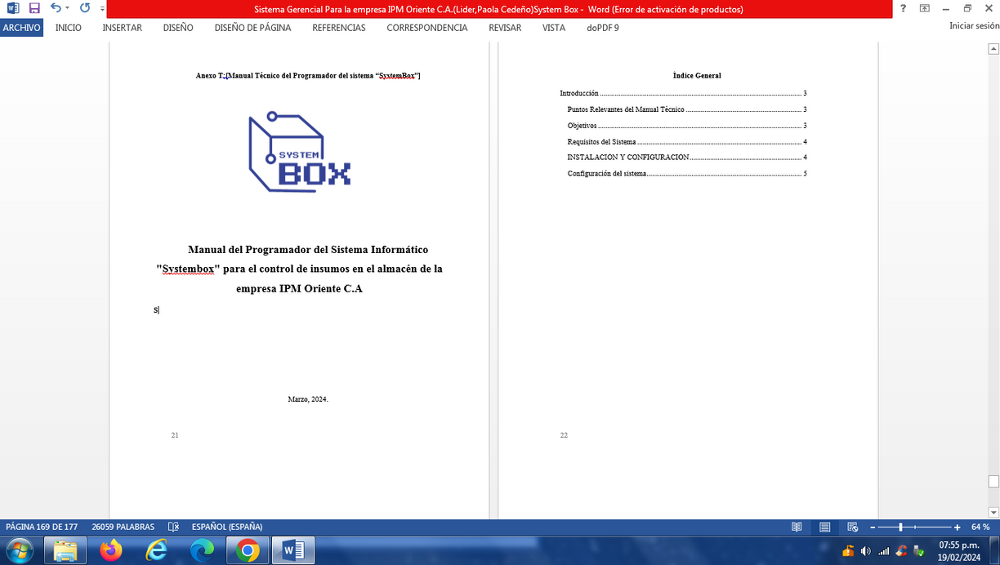 Sistema Gerencial Para la empresa IPM Oriente C.A.(Lider,Paola Cedeño)System Box - Word (Error de activación de productos)
?
ARCHIVO INICIO INSERTAR DISEÑO DISEÑO DE PÁGINA REFERENCIAS CORRESPONDENCIA REVISAR VISTA doPDF 9 Iniciar sesión
Anexo T:[Manual Técnico del Programador del sistema “SystemBox”]
SYSTEM
BOX
Manual del Programador del Sistema Informático
"Systembox" para el control de insumos en el almacén de la
empresa IPM Oriente C.A
S
Marzo, 2024.
21
Índice General
Introducción 3
Puntos Relevantes del Manual Técnico 3
Objetivos 3
Requisitos del Sistema 4
INSTALACIÓN Y CONFIGURACIÓN 4
Configuración del sistema 5
22
PÁGINA 169 DE 177 26059 PALABRAS ESPAÑOL (ESPAÑA) 64 %
07:55 p.m.
19/02/2024